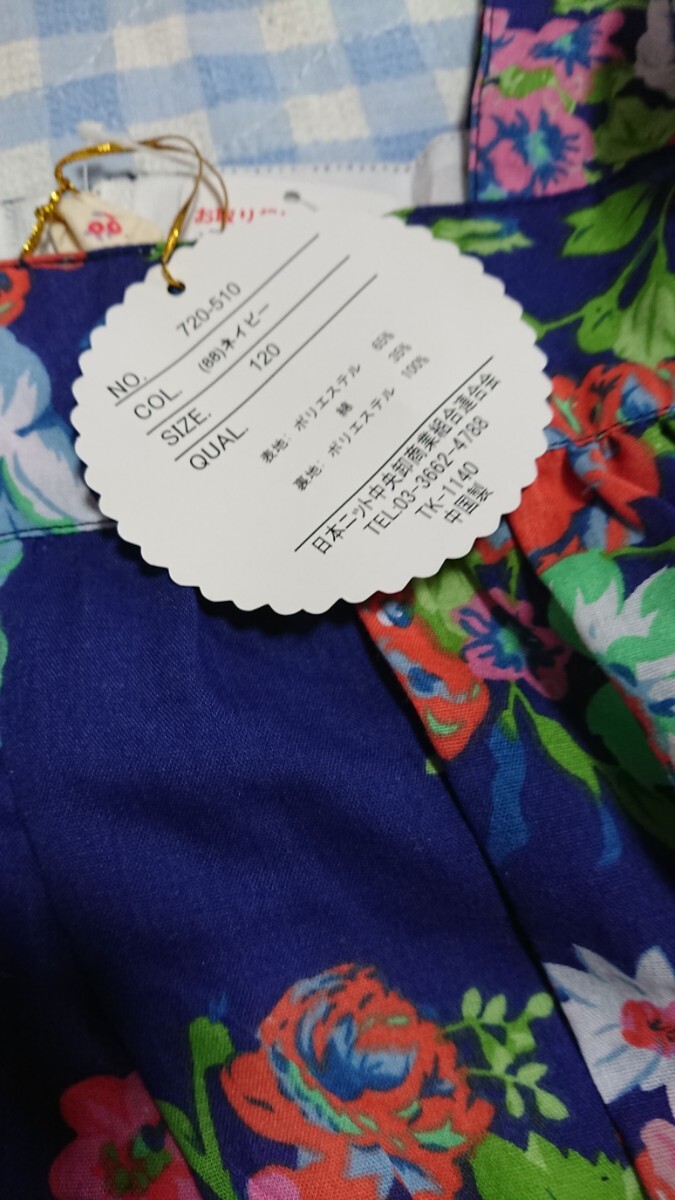 NO. 720-510
COL. (88)ネイビー
SIZE. 120
QUAL.
表地: ポリエステル 65%
綿 35%
裏地: ポリエステル 100%
日本ニット中央卸商業組合連合会
TEL-03-3662-4788
TK-1140
中国製